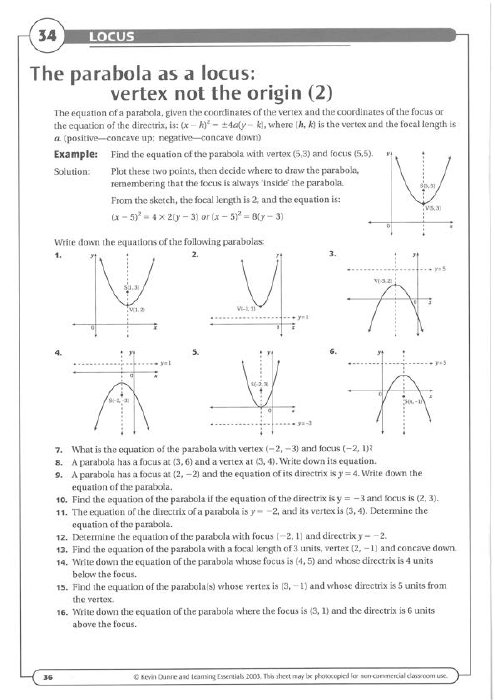 34 LOCUS
The parabola as a locus:
vertex not the origin (2)
The equation of a parabola, given the coordinates of the vertex and the coordinates of the focus or
the equation of the directrix, is: (x – h)² = ±4a(y – k), where (h, k) is the vertex and the focal length is
a. (positive—concave up; negative—concave down)
Example: Find the equation of the parabola with vertex (5,3) and focus (5,5).
Solution: Plot these two points, then decide where to draw the parabola,
remembering that the focus is always 'inside' the parabola.
From the sketch, the focal length is 2, and the equation is:
(x – 5)² = 4 × 2(y – 3) or (x – 5)² = 8(y – 3)
y
S(5,5)
V(5,3)
0
x
Write down the equations of the following parabolas:
1. 2. 3.
y
S(1,3)
V(1,2)
0
x
y
y=1
x
y
y=5
V(-3,2)
x
4. 5. 6.
y
y=1
0
x
y
0
x
y=-3
y
y=5
0
x
7. What is the equation of the parabola with vertex (−2, −3) and focus (−2, 1)?
8. A parabola has a focus at (3, 6) and a vertex at (3, 4). Write down its equation.
9. A parabola has a focus at (2, −2) and the equation of its directrix is y = 4. Write down the
equation of the parabola.
10. Find the equation of the parabola if the equation of the directrix is y = −3 and focus is (2, 3).
11. The equation of the directrix of a parabola is y = −2, and its vertex is (3, 4). Determine the
equation of the parabola.
12. Determine the equation of the parabola with focus (−2, 1) and directrix y = −2.
13. Find the equation of the parabola with a focal length of 3 units, vertex (2, −1) and concave down.
14. Write down the equation of the parabola whose focus is (4, 5) and whose directrix is 4 units
below the focus.
15. Find the equation of the parabola(s) whose vertex is (3, −1) and whose directrix is 5 units from
the vertex.
16. Write down the equation of the parabola where the focus is (3, 1) and the directrix is 6 units
above the focus.
36 © Kevin Dunne and Learning Essentials 2003. This sheet may be photocopied for non-commercial classroom use.